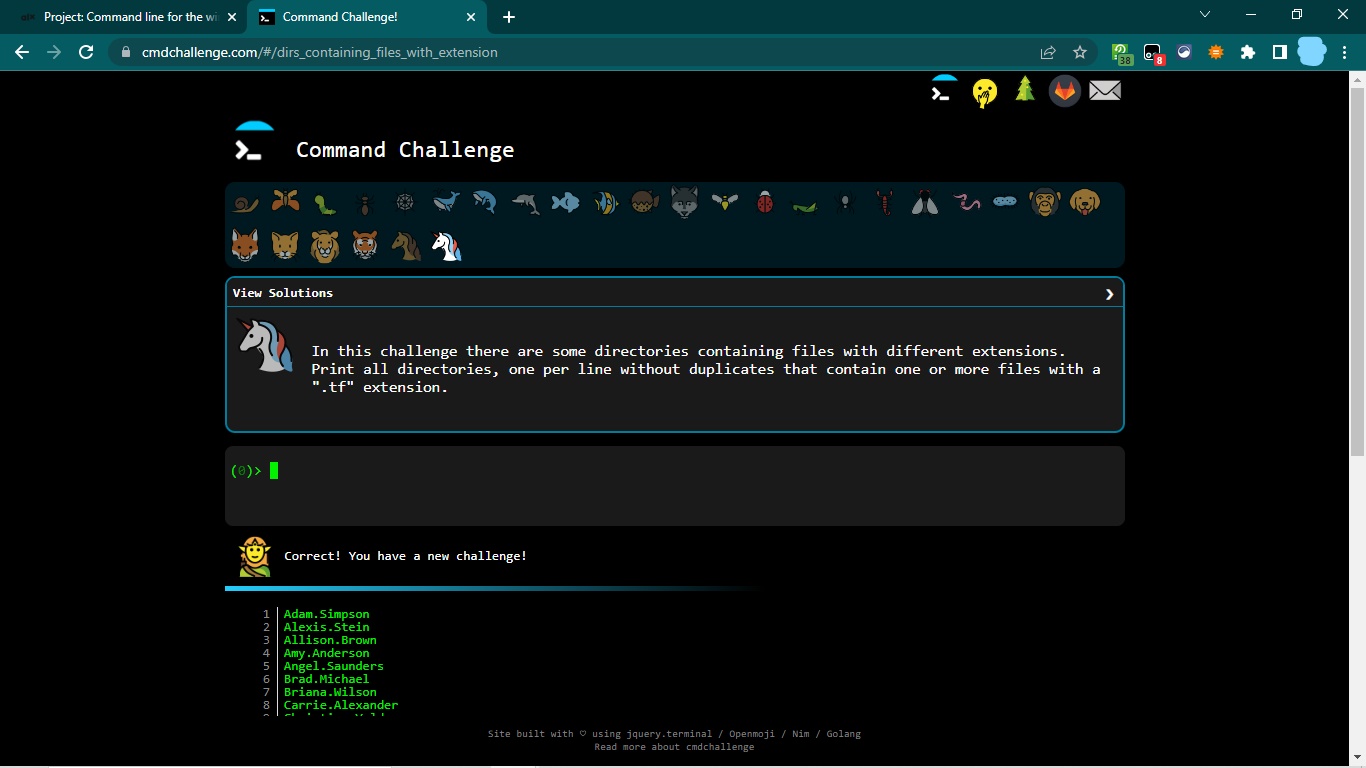 Project: Command line for the wi
Command Challenge!
cmdchallenge.com/#/dirs_containing_files_with_extension
38
8
Command Challenge
View Solutions
In this challenge there are some directories containing files with different extensions.
Print all directories, one per line without duplicates that contain one or more files with a
".tf" extension.
(0)>
Correct! You have a new challenge!
1 Adam.Simpson
2 Alexis.Stein
3 Allison.Brown
4 Amy.Anderson
5 Angel.Saunders
6 Brad.Michael
7 Briana.Wilson
8 Carrie.Alexander
Site built with ♡ using jquery.terminal / Openmoji / Nim / Golang
Read more about cmdchallenge